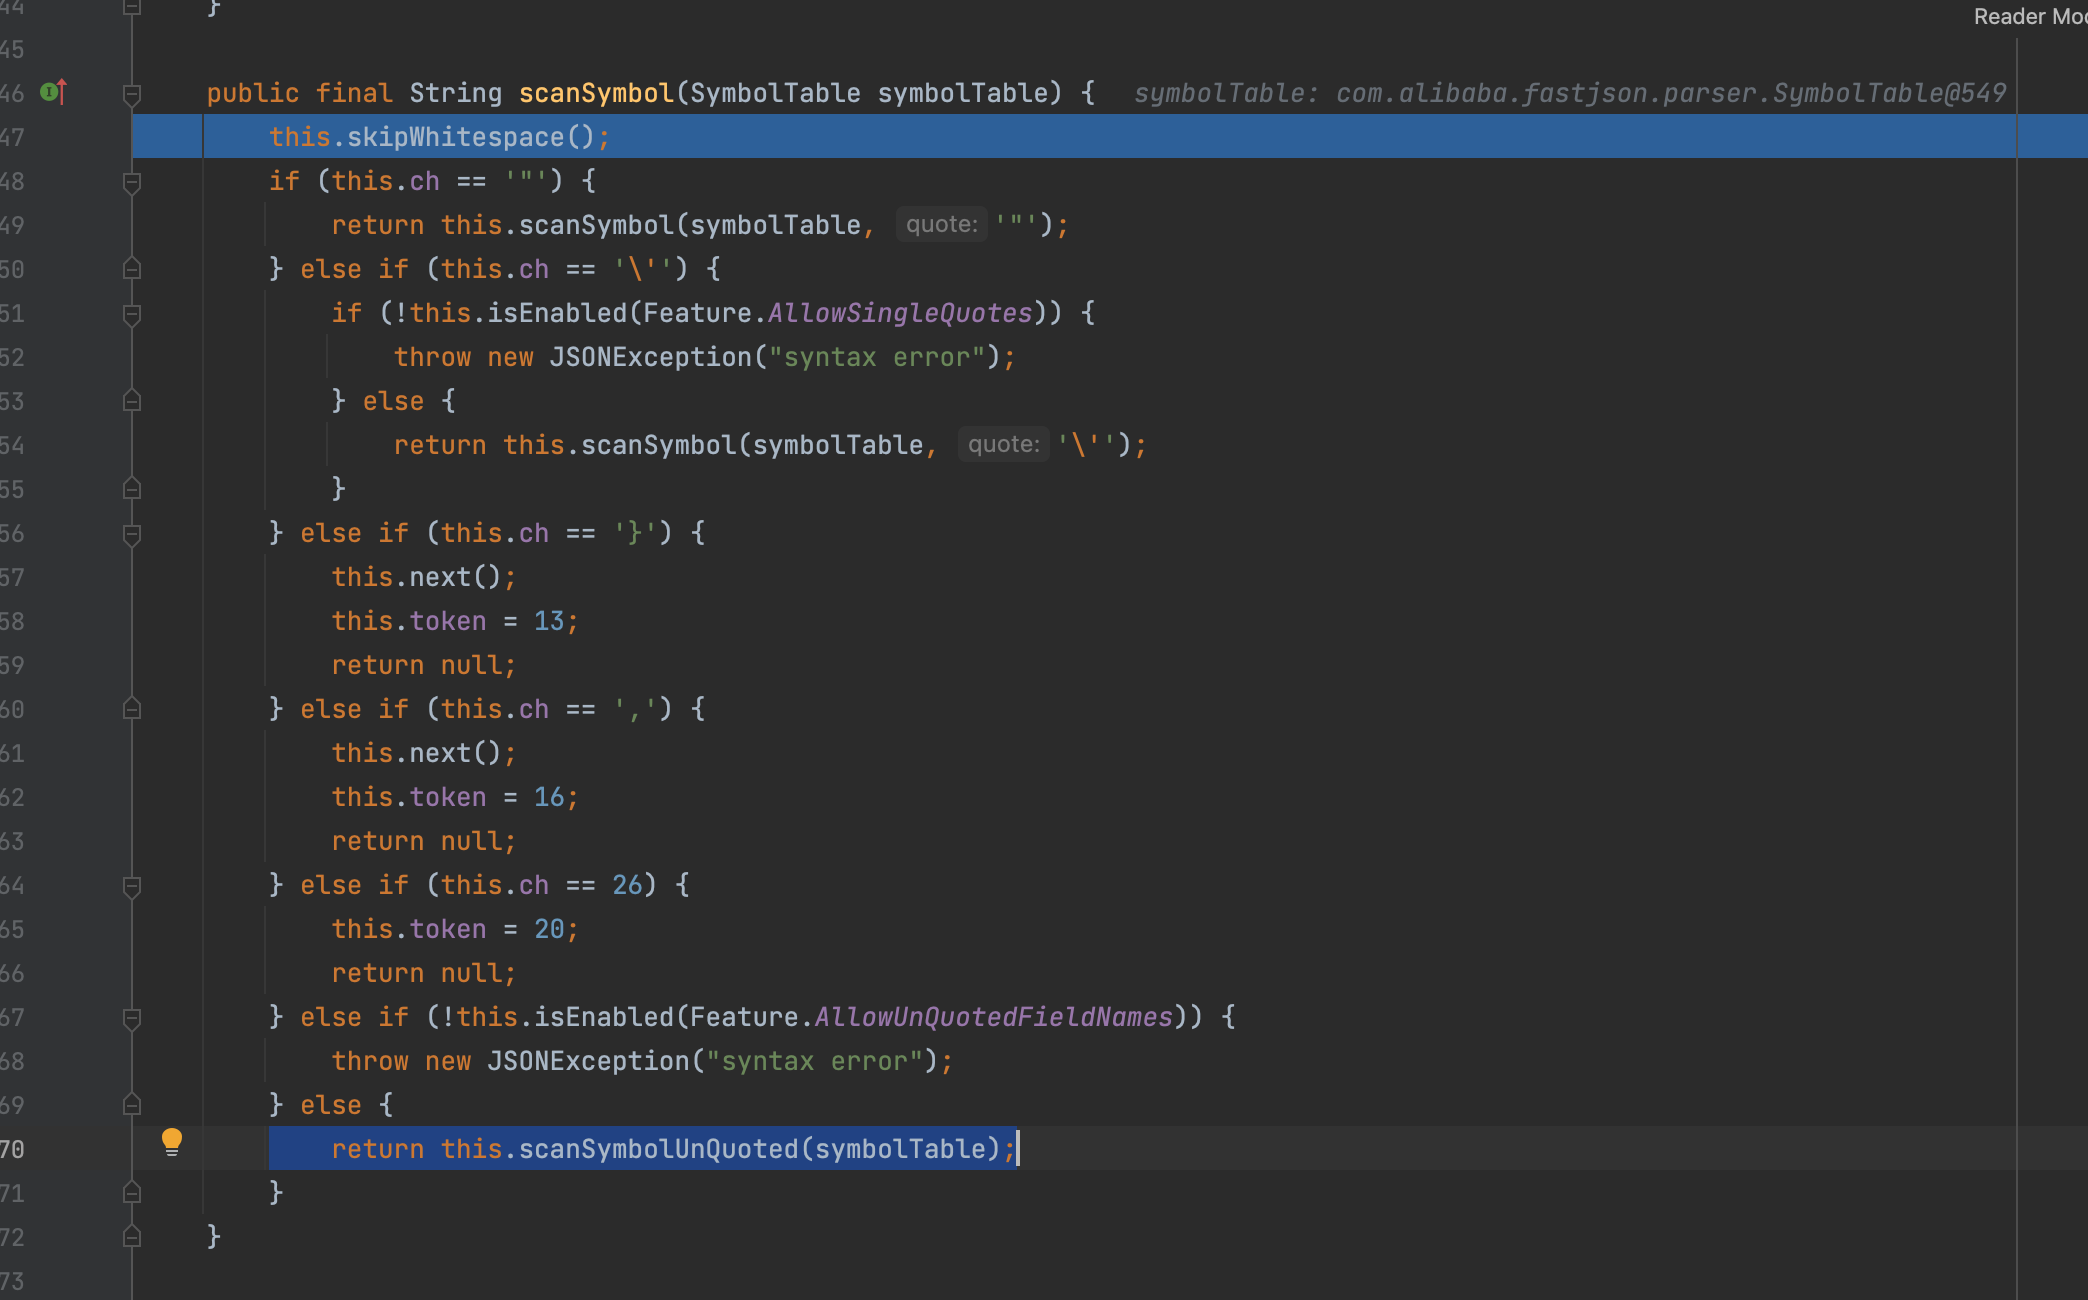 44 }
Reader Mo
45
46 public final String scanSymbol(SymbolTable symbolTable) { symbolTable: com.alibaba.fastjson.parser.SymbolTable@549
47 this.skipWhitespace();
48 if (this.ch == '"') {
49 return this.scanSymbol(symbolTable, quote: '"');
50 } else if (this.ch == '\'') {
51 if (!this.isEnabled(Feature.AllowSingleQuotes)) {
52 throw new JSONException("syntax error");
53 } else {
54 return this.scanSymbol(symbolTable, quote: '\'');
55 }
56 } else if (this.ch == '}') {
57 this.next();
58 this.token = 13;
59 return null;
60 } else if (this.ch == ',') {
61 this.next();
62 this.token = 16;
63 return null;
64 } else if (this.ch == 26) {
65 this.token = 20;
66 return null;
67 } else if (!this.isEnabled(Feature.AllowUnQuotedFieldNames)) {
68 throw new JSONException("syntax error");
69 } else {
70 return this.scanSymbolUnQuoted(symbolTable);
71 }
72 }
73